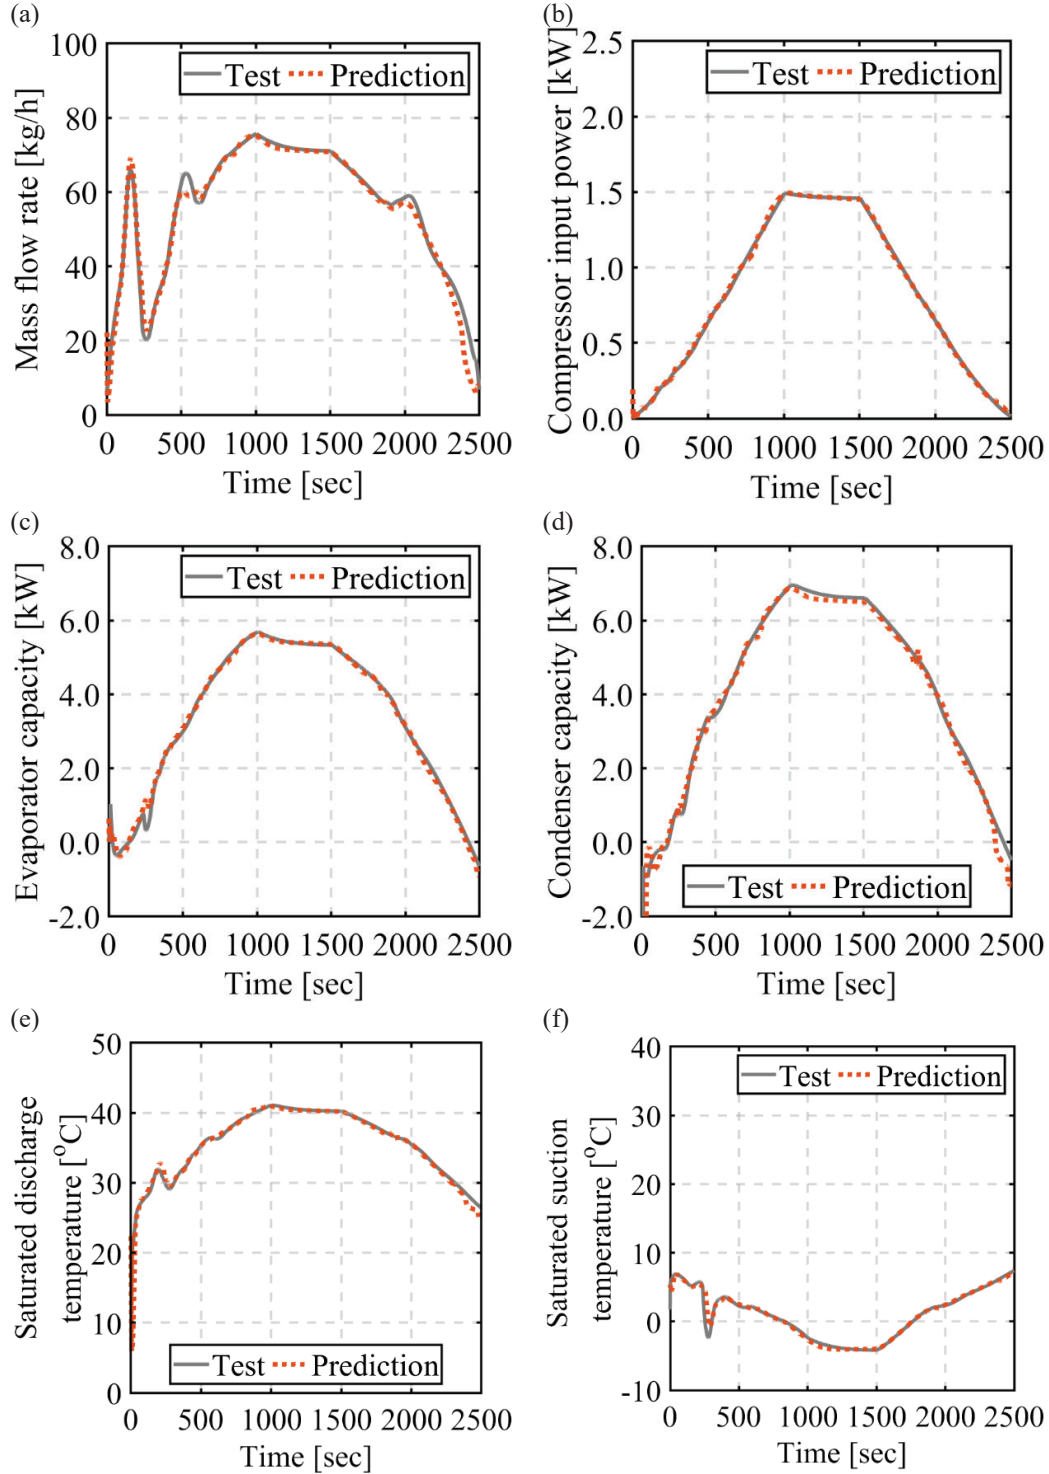 (a)
100
80
60
40
20
0
Mass flow rate [kg/h]
Test Prediction
0 500 1000 1500 2000 2500
Time [sec]
(b)
2.5
2.0
1.5
1.0
0.5
0.0
Compressor input power [kW]
Test Prediction
0 500 1000 1500 2000 2500
Time [sec]
(c)
8.0
6.0
4.0
2.0
0.0
-2.0
Evaporator capacity [kW]
Test Prediction
0 500 1000 1500 2000 2500
Time [sec]
(d)
8.0
6.0
4.0
2.0
0.0
-2.0
Condenser capacity [kW]
Test Prediction
0 500 1000 1500 2000 2500
Time [sec]
(e)
50
40
30
20
10
0
Saturated discharge
temperature [°C]
Test Prediction
0 500 1000 1500 2000 2500
Time [sec]
(f)
40
30
20
10
0
-10
Saturated suction
temperature [°C]
Test Prediction
0 500 1000 1500 2000 2500
Time [sec]